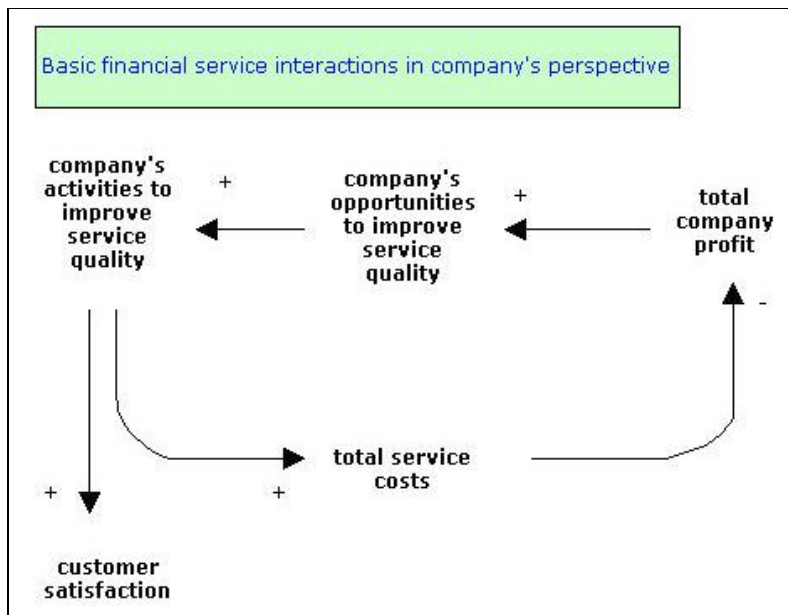 Basic financial service interactions in company's perspective
company's
activities to
improve
service
quality
+
company's
opportunities
to improve
service
quality
+
total
company
profit
-
total service
costs
+
+
customer
satisfaction